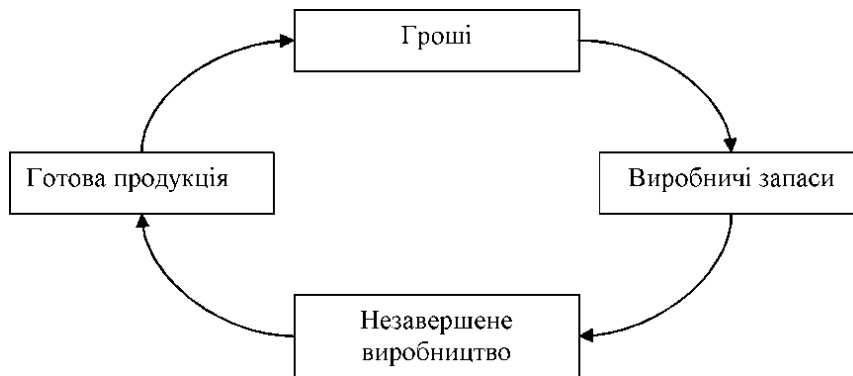 Гроші
Готова продукція
Виробничі запаси
Незавершене
виробництво